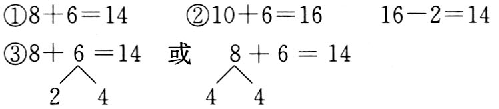 ①8+6=14 ②10+6=16 16-2=14
③8+ 6 =14 或 8 + 6 = 14
2 4 4 4